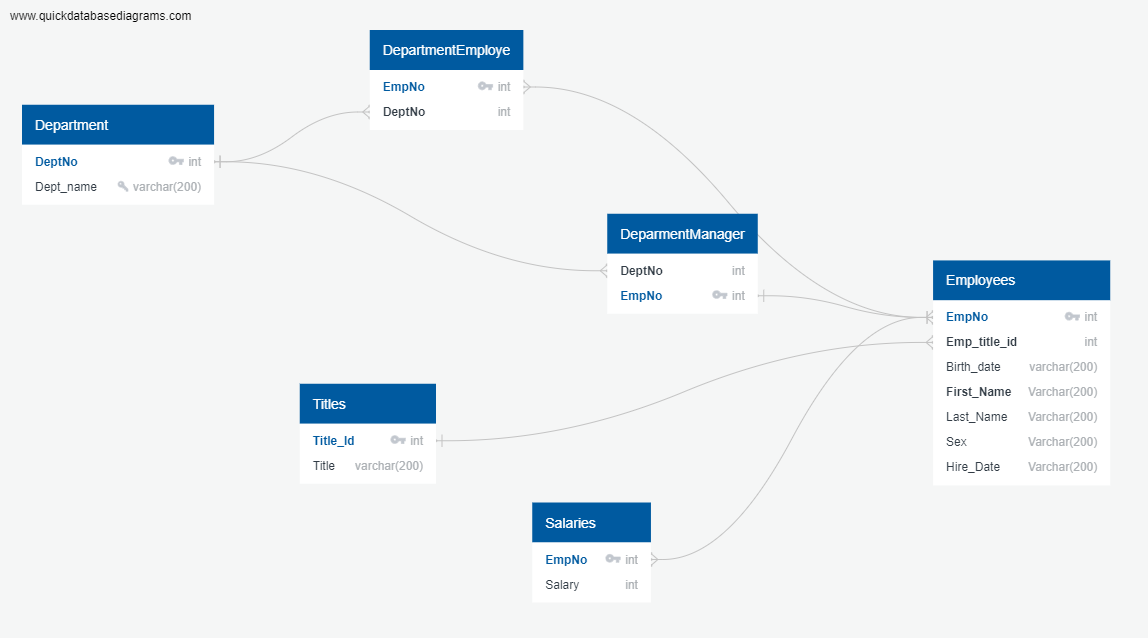 www.quickdatabasediagrams.com
DepartmentEmploye
EmpNo int
DeptNo int
Department
DeptNo int
Dept_name varchar(200)
DeparmentManager
DeptNo int
EmpNo int
Employees
EmpNo int
Emp_title_id int
Birth_date varchar(200)
First_Name Varchar(200)
Last_Name Varchar(200)
Sex Varchar(200)
Hire_Date Varchar(200)
Titles
Title_Id int
Title varchar(200)
Salaries
EmpNo int
Salary int